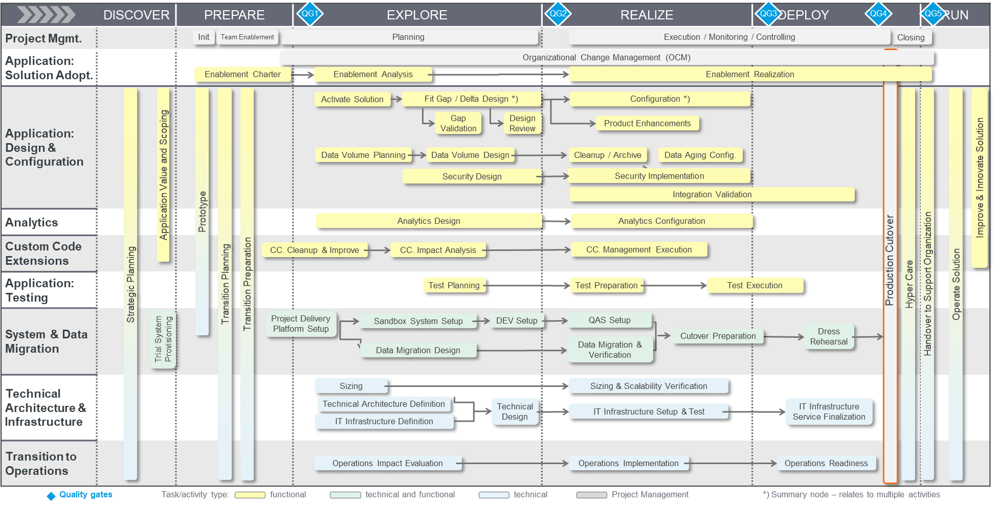 DISCOVER
PREPARE
QG1
EXPLORE
QG2
REALIZE
QG3
DEPLOY
QG4
QG5
RUN
Project Mgmt.
Init
Team Enablement
Planning
Execution / Monitoring / Controlling
Closing
Application:
Solution Adopt.
Organizational Change Management (OCM)
Enablement Charter
Enablement Analysis
Enablement Realization
Application:
Design &
Configuration
Activate Solution
Fit Gap / Delta Design *)
Configuration *)
Gap
Validation
Design
Review
Product Enhancements
Data Volume Planning
Data Volume Design
Cleanup / Archive
Data Aging Config.
Security Design
Security Implementation
Integration Validation
Analytics
Analytics Design
Analytics Configuration
Custom Code
Extensions
CC. Cleanup & Improve
CC. Impact Analysis
CC. Management Execution
Application:
Testing
Test Planning
Test Preparation
Test Execution
System & Data
Migration
Project Delivery
Platform Setup
Sandbox System Setup
DEV Setup
QAS Setup
Data Migration Design
Data Migration &
Verification
Cutover Preparation
Dress
Rehearsal
Technical
Architecture &
Infrastructure
Sizing
Sizing & Scalability Verification
Technical Architecture Definition
IT Infrastructure Definition
Technical
Design
IT Infrastructure Setup & Test
IT Infrastructure
Service Finalization
Transition to
Operations
Operations Impact Evaluation
Operations Implementation
Operations Readiness
Strategic Planning
Application Value and Scoping
Trial System
Provisioning
Prototype
Transition Planning
Transition Preparation
Production Cutover
Hyper Care
Handover to Support Organization
Operate Solution
Improve & Innovate Solution
Quality gates
Task/activity type:
functional
technical and functional
technical
Project Management
*) Summary node – relates to multiple activities